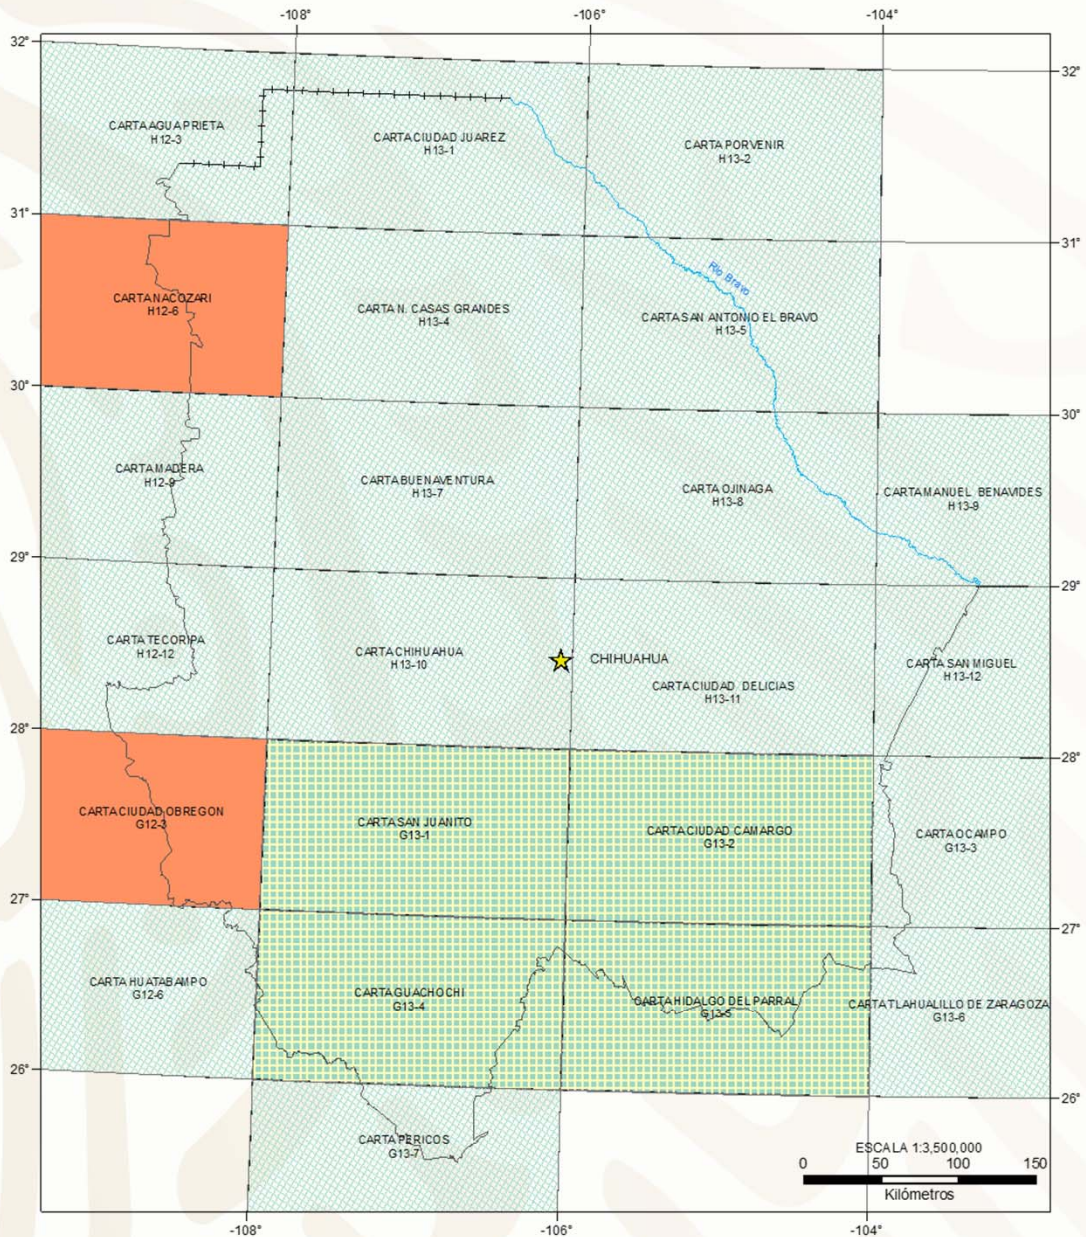 -108°
-106°
-104°
32°
32°
CARTA AGUA PRIETA
H12-3
CARTA CIUDAD JUAREZ
H13-1
CARTA PORVENIR
H13-2
31°
31°
CARTA NACOZARI
H12-6
CARTA N. CASAS GRANDES
H13-4
Río Bravo
CARTA SAN ANTONIO EL BRAVO
H13-5
30°
30°
CARTA MADERA
H12-9
CARTA BUENAVENTURA
H13-7
CARTA OJINAGA
H13-8
CARTA MANUEL BENAVIDES
H13-9
29°
29°
CARTA TECORIPA
H12-12
CARTA CHIHUAHUA
H13-10
CHIHUAHUA
CARTA CIUDAD DELICIAS
H13-11
CARTA SAN MIGUEL
H13-12
28°
28°
CARTA CIUDAD OBREGON
G12-3
CARTA SAN JUANITO
G13-1
CARTA CIUDAD CAMARGO
G13-2
CARTA OCAMPO
G13-3
27°
27°
CARTA HUATABAMPO
G12-6
CARTA GUACHOCHI
G13-4
CARTA HIDALGO DEL PARRAL
G13-5
CARTA TLAHUALILLO DE ZARAGOZA
G13-6
26°
26°
CARTA PERICOS
G13-7
ESCALA 1:3,500,000
0 50 100 150
Kilómetros
-108°
-106°
-104°